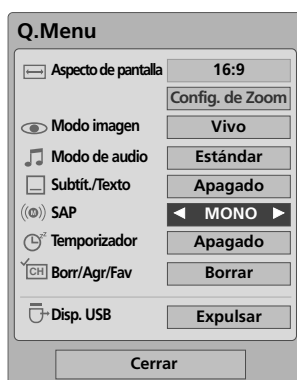 Q.Menu
Aspecto de pantalla 16:9
Config. de Zoom
Modo imagen Vivo
Modo de audio Estándar
Subtít./Texto Apagado
SAP ◀ MONO ▶
Temporizador Apagado
CH Borr/Agr/Fav Borrar
Disp. USB Expulsar
Cerrar